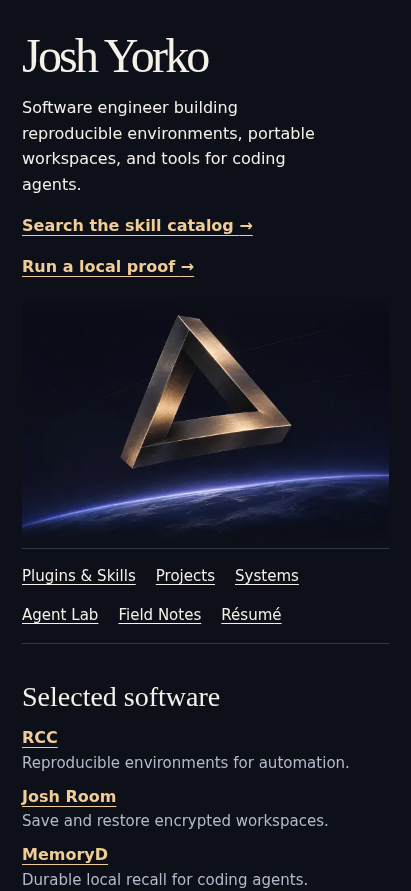 Josh Yorko
Software engineer building
reproducible environments, portable
workspaces, and tools for coding
agents.
Search the skill catalog →
Run a local proof →
Plugins & Skills Projects Systems
Agent Lab Field Notes Résumé
Selected software
RCC
Reproducible environments for automation.
Josh Room
Save and restore encrypted workspaces.
MemoryD
Durable local recall for coding agents.